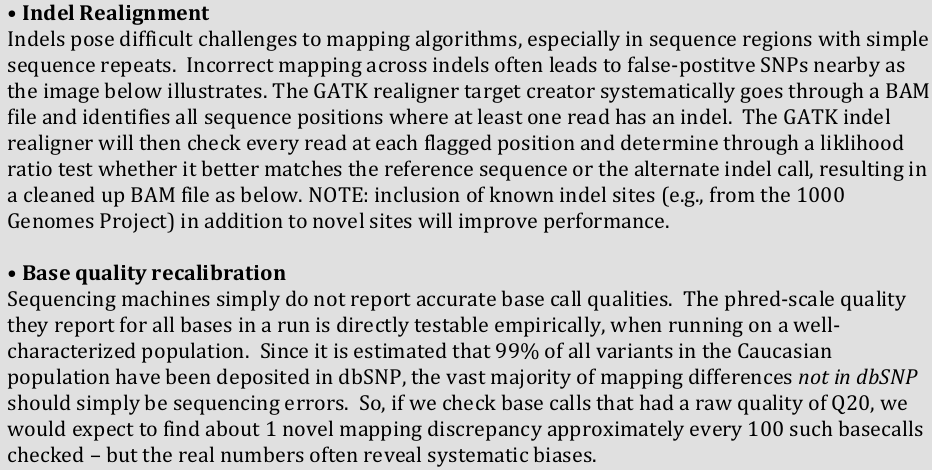 • Indel Realignment
Indels pose difficult challenges to mapping algorithms, especially in sequence regions with simple
sequence repeats.  Incorrect mapping across indels often leads to false-postitve SNPs nearby as
the image below illustrates. The GATK realigner target creator systematically goes through a BAM
file and identifies all sequence positions where at least one read has an indel.  The GATK indel
realigner will then check every read at each flagged position and determine through a liklihood
ratio test whether it better matches the reference sequence or the alternate indel call, resulting in
a cleaned up BAM file as below. NOTE: inclusion of known indel sites (e.g., from the 1000
Genomes Project) in addition to novel sites will improve performance.
• Base quality recalibration
Sequencing machines simply do not report accurate base call qualities.  The phred-scale quality
they report for all bases in a run is directly testable empirically, when running on a well-
characterized population.  Since it is estimated that 99% of all variants in the Caucasian
population have been deposited in dbSNP, the vast majority of mapping differences not in dbSNP
should simply be sequencing errors.  So, if we check base calls that had a raw quality of Q20, we
would expect to find about 1 novel mapping discrepancy approximately every 100 such basecalls
checked – but the real numbers often reveal systematic biases.